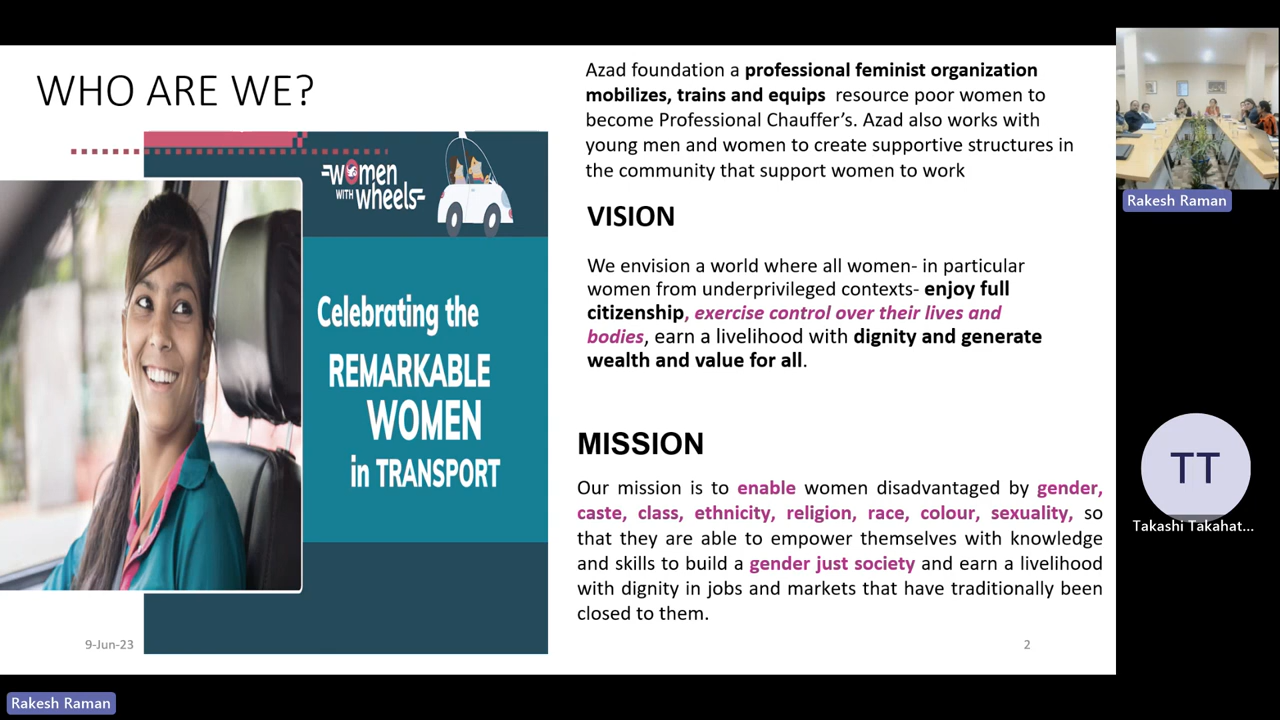 WHO ARE WE?
women
WITH
wheels
Celebrating the
REMARKABLE
WOMEN
in TRANSPORT
9-Jun-23
Azad foundation a professional feminist organization
mobilizes, trains and equips resource poor women to
become Professional Chauffer’s. Azad also works with
young men and women to create supportive structures in
the community that support women to work
VISION
We envision a world where all women- in particular
women from underprivileged contexts- enjoy full
citizenship, exercise control over their lives and
bodies, earn a livelihood with dignity and generate
wealth and value for all.
MISSION
Our mission is to enable women disadvantaged by gender,
caste, class, ethnicity, religion, race, colour, sexuality, so
that they are able to empower themselves with knowledge
and skills to build a gender just society and earn a livelihood
with dignity in jobs and markets that have traditionally been
closed to them.
2
Rakesh Raman
TT
Takashi Takahat...
Rakesh Raman